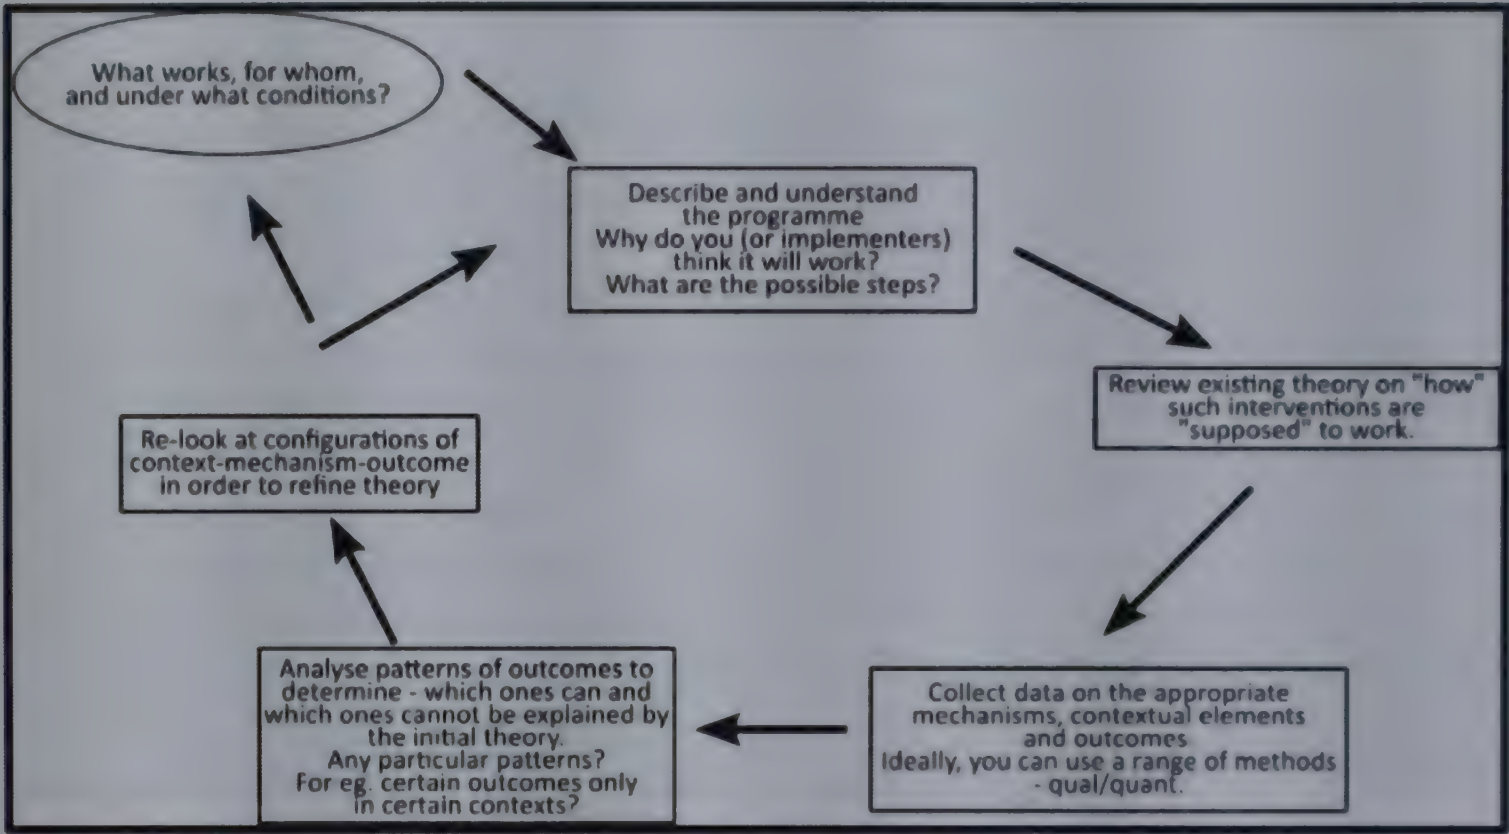 What works, for whom,
and under what conditions?
Describe and understand
the programme
Why do you (or implementers)
think it will work?
What are the possible steps?
Review existing theory on "how"
such interventions are
"supposed" to work.
Collect data on the appropriate
mechanisms, contextual elements
and outcomes
Ideally, you can use a range of methods
- qual/quant.
Analyse patterns of outcomes to
determine - which ones can and
which ones cannot be explained by
the initial theory.
Any particular patterns?
For eg. certain outcomes only
in certain contexts?
Re-look at configurations of
context-mechanism-outcome
in order to refine theory